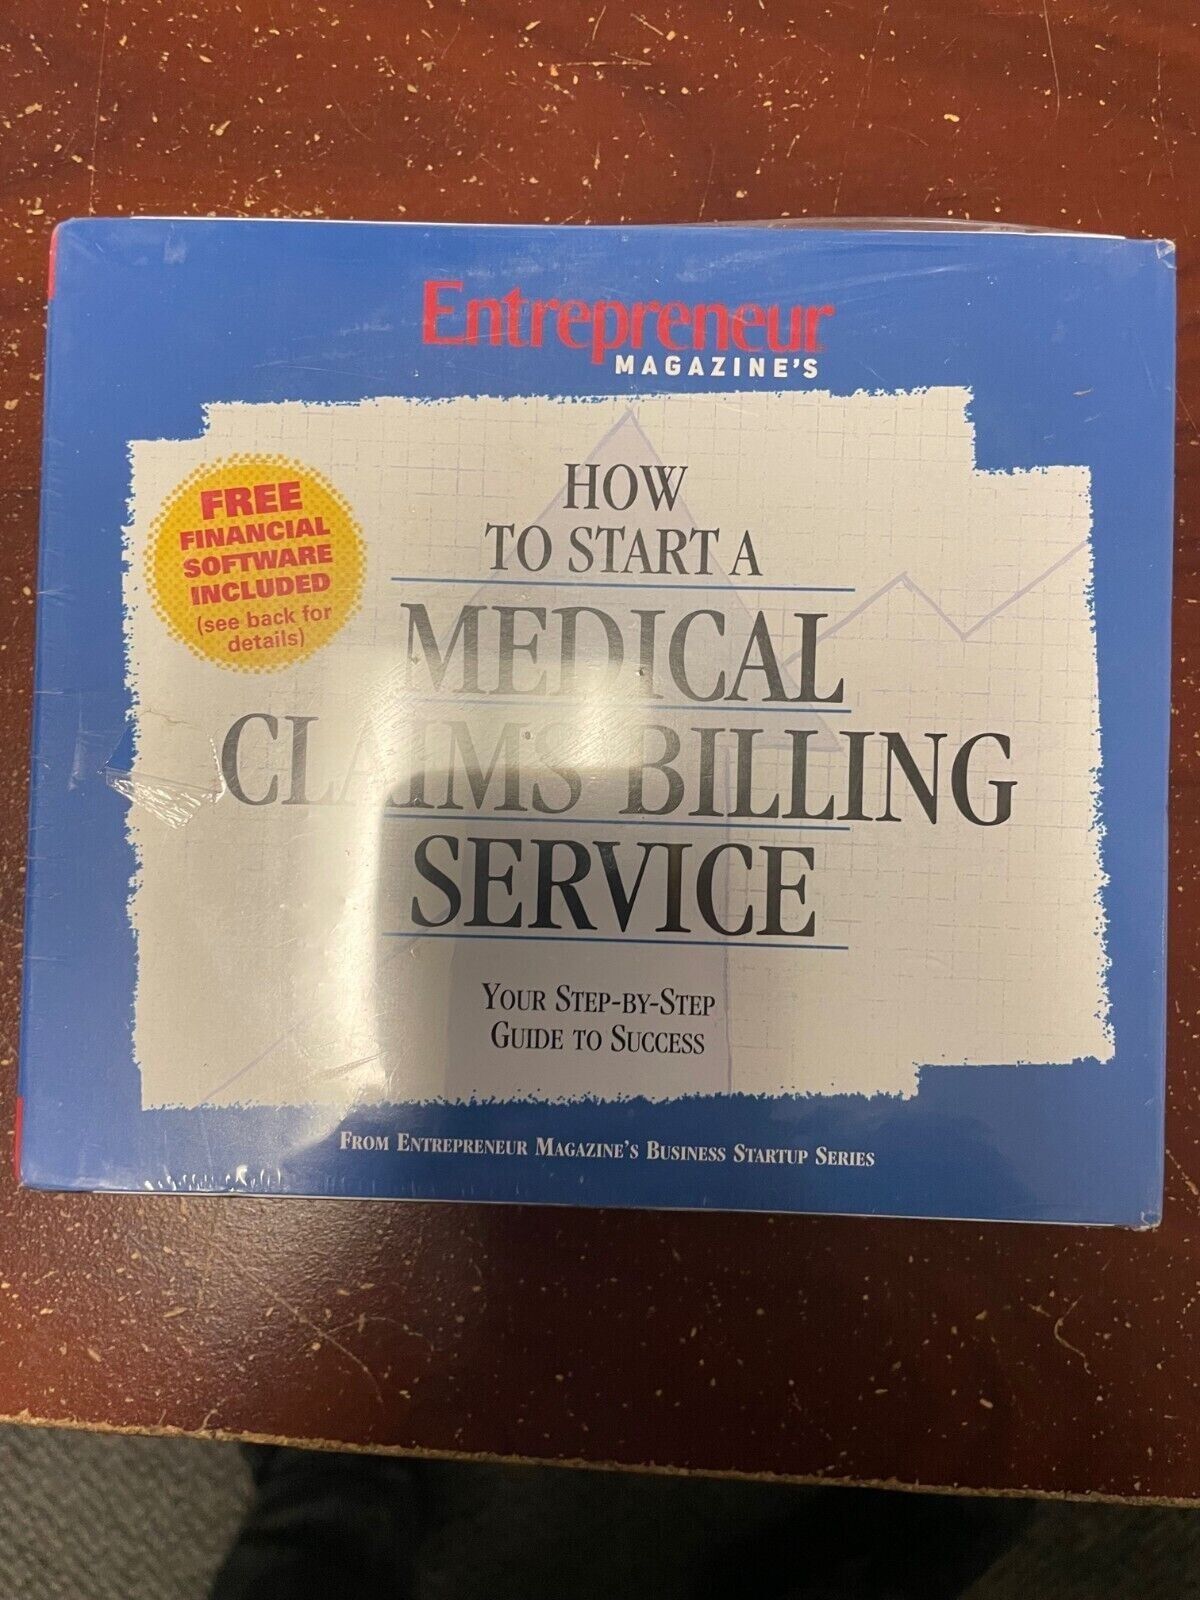 Entrepreneur
MAGAZINE'S
FREE
FINANCIAL
SOFTWARE
INCLUDED
(see back for
details)
HOW
TO START A
MEDICAL
CLAIMS BILLING
SERVICE
YOUR STEP-BY-STEP
GUIDE TO SUCCESS
FROM ENTREPRENEUR MAGAZINE'S BUSINESS STARTUP SERIES